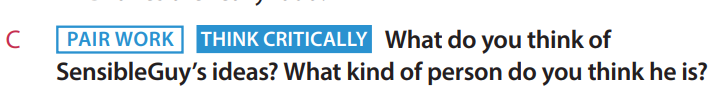 C PAIR WORK THINK CRITICALLY What do you think of
SensibleGuy’s ideas? What kind of person do you think he is?